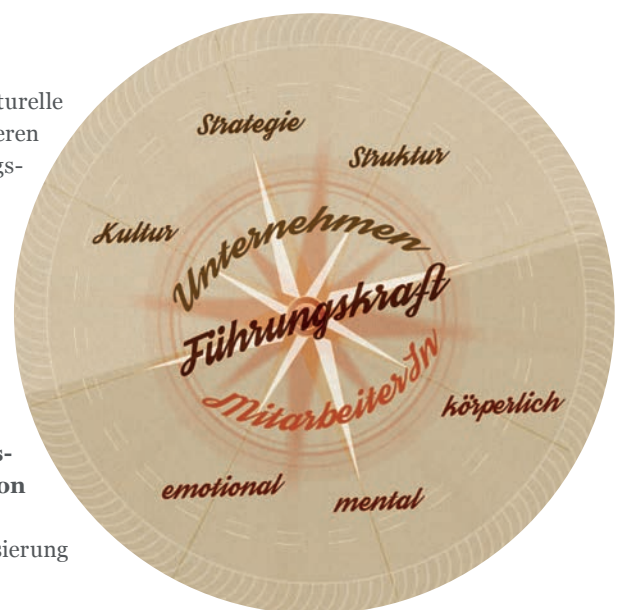 turelle
eren
gs-
s-
on
sierung
Strategie
Struktur
Kultur
Unternehmen
Führungskraft
MitarbeiterIn
körperlich
emotional
mental